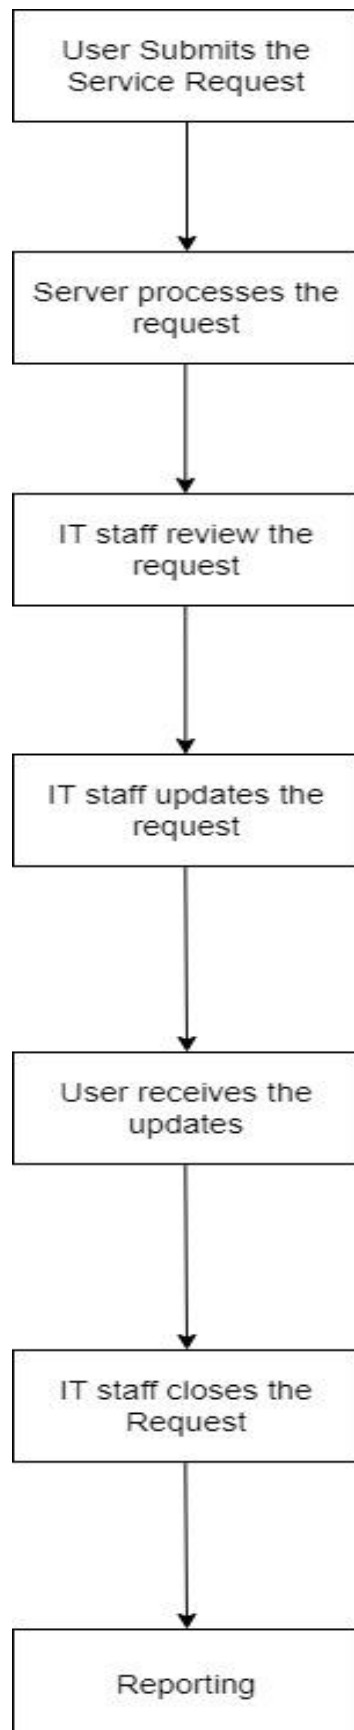 User Submits the
Service Request
Server processes the
request
IT staff review the
request
IT staff updates the
request
User receives the
updates
IT staff closes the
Request
Reporting